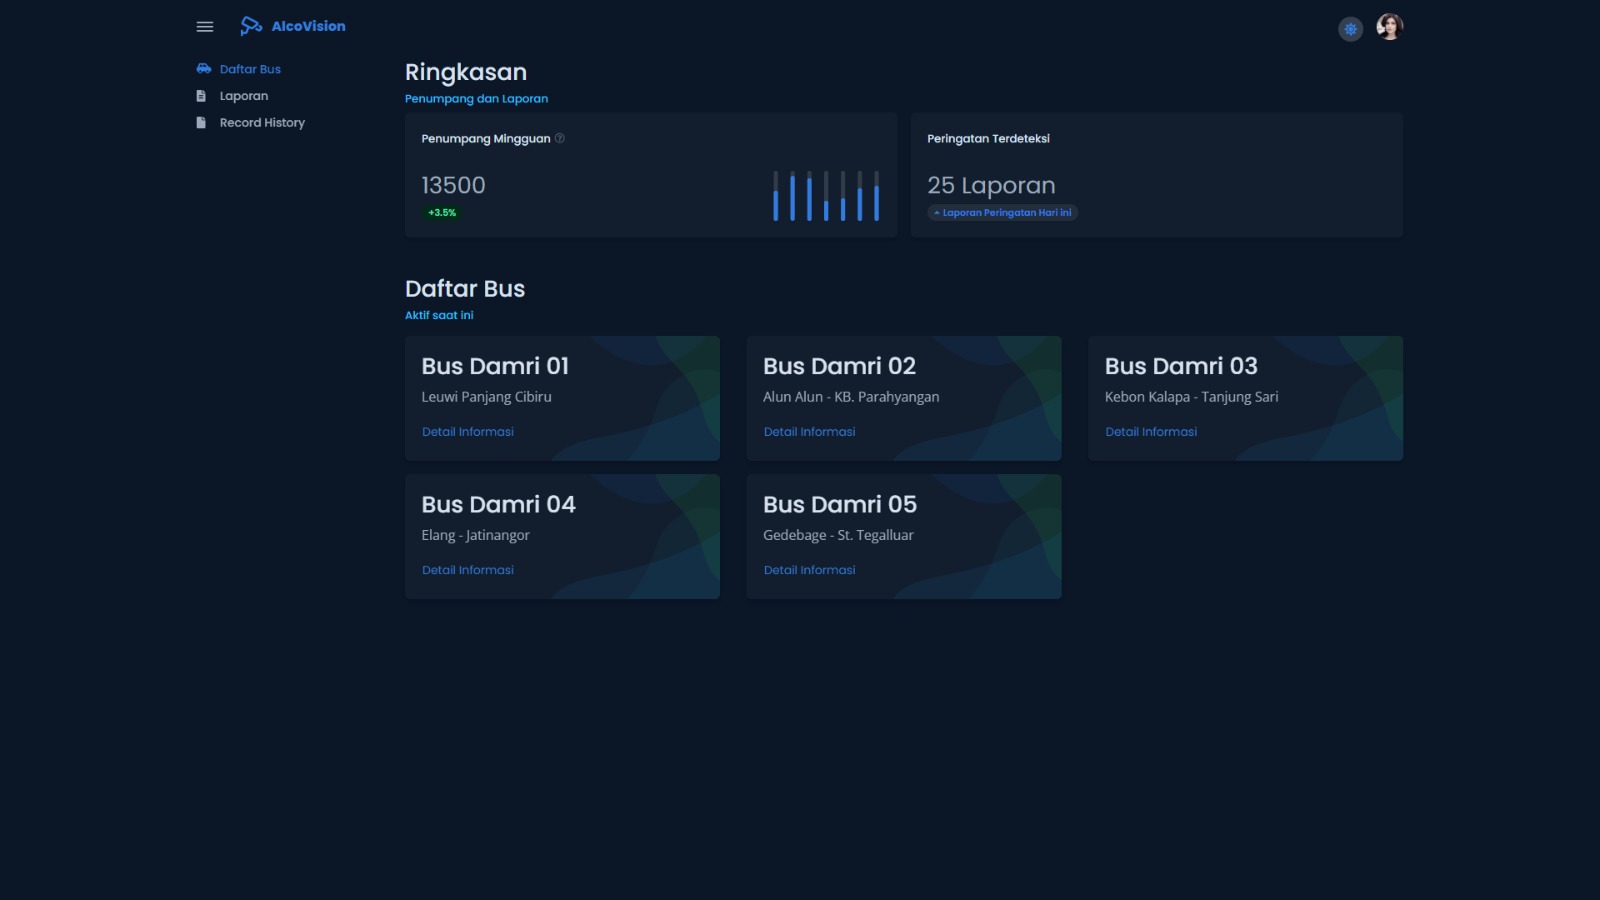 AlcoVision
Daftar Bus
Laporan
Record History
Ringkasan
Penumpang dan Laporan
Penumpang Mingguan
13500
+3.5%
Peringatan Terdeteksi
25 Laporan
Laporan Peringatan Hari ini
Daftar Bus
Aktif saat ini
Bus Damri 01
Leuwi Panjang Cibiru
Detail Informasi
Bus Damri 02
Alun Alun - KB. Parahyangan
Detail Informasi
Bus Damri 03
Kebon Kalapa - Tanjung Sari
Detail Informasi
Bus Damri 04
Elang - Jatinangor
Detail Informasi
Bus Damri 05
Gedebage - St. Tegalluar
Detail Informasi